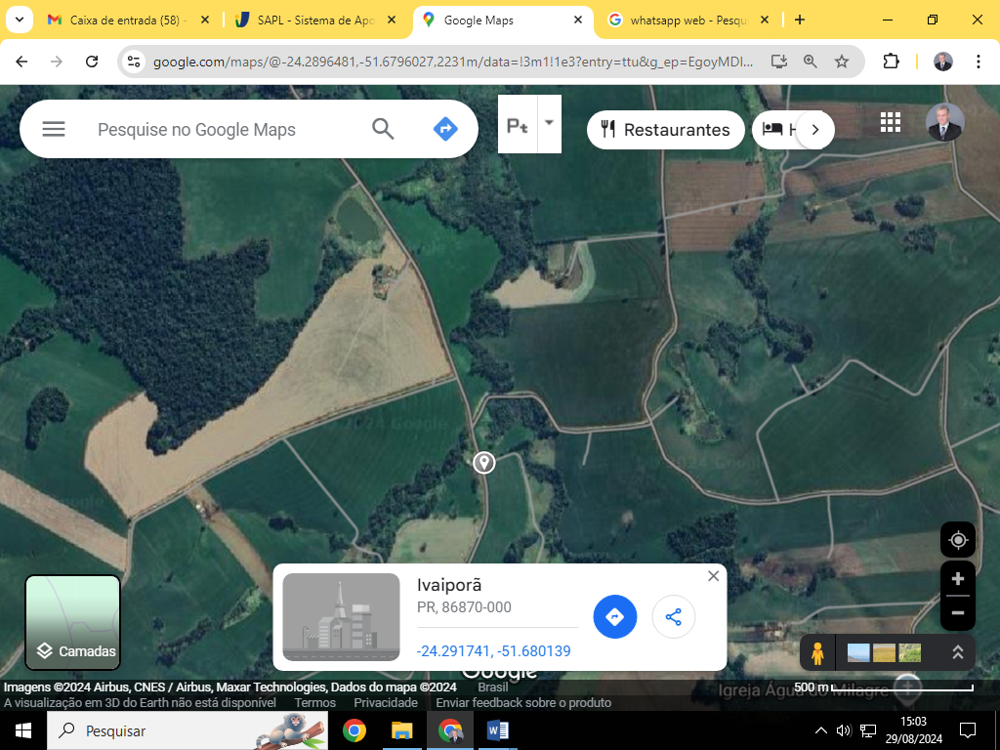 Caixa de entrada (58) -
SAPL - Sistema de Apo
Google Maps
whatsapp web - Pesqu
google.com/maps/@-24.2896481,-51.6796027,2231m/data=!3m1!1e3?entry=ttu&g_ep=EgoyMDI...
Pesquise no Google Maps
Pt
Restaurantes
H
2024 Google
Ivaiporã
PR, 86870-000
-24.291741, -51.680139
Camadas
Google
500 m
Imagens ©2024 Airbus, CNES / Airbus, Maxar Technologies, Dados do mapa ©2024
Brasil
Igreja Água do Milagre
A visualização em 3D do Earth não está disponível
Termos
Privacidade
Enviar feedback sobre o produto
Pesquisar
15:03
29/08/2024